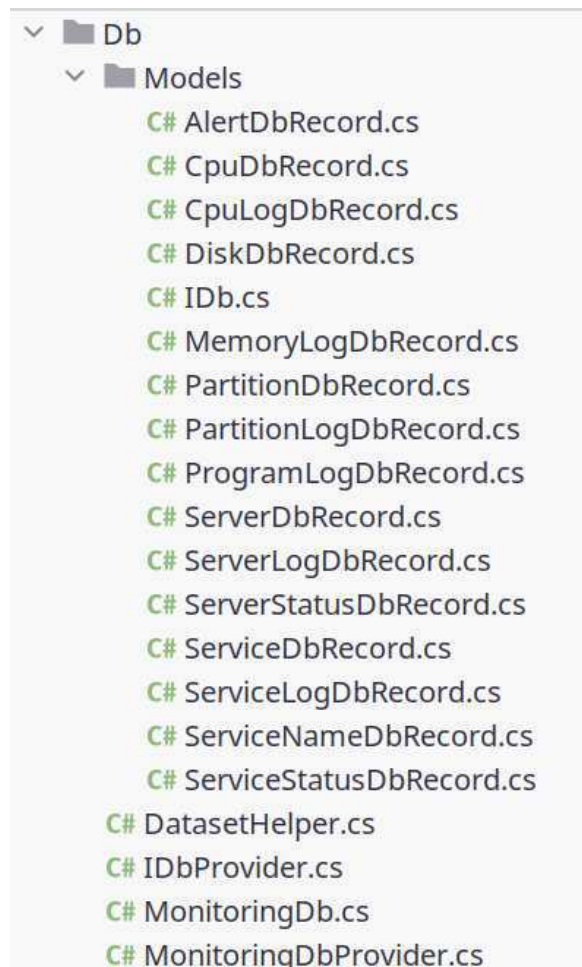 Db
Models
C# AlertDbRecord.cs
C# CpuDbRecord.cs
C# CpuLogDbRecord.cs
C# DiskDbRecord.cs
C# IDb.cs
C# MemoryLogDbRecord.cs
C# PartitionDbRecord.cs
C# PartitionLogDbRecord.cs
C# ProgramLogDbRecord.cs
C# ServerDbRecord.cs
C# ServerLogDbRecord.cs
C# ServerStatusDbRecord.cs
C# ServiceDbRecord.cs
C# ServiceLogDbRecord.cs
C# ServiceNameDbRecord.cs
C# ServiceStatusDbRecord.cs
C# DatasetHelper.cs
C# IDbProvider.cs
C# MonitoringDb.cs
C# MonitoringDbProvider.cs